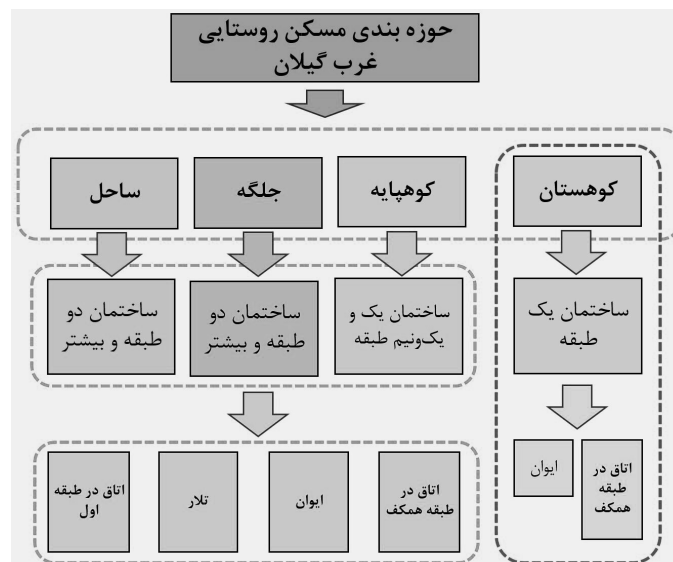 حوزه بندی مسکن روستایی
غرب گیلان
کوهستان
کوهپایه
جلگه
ساحل
ساختمان یک
طبقه
ساختمان یک و
یک‌ونیم طبقه
ساختمان دو
طبقه و بیشتر
ساختمان دو
طبقه و بیشتر
اتاق در
طبقه
همکف
ایوان
اتاق در
طبقه همکف
ایوان
تلار
اتاق در طبقه
اول